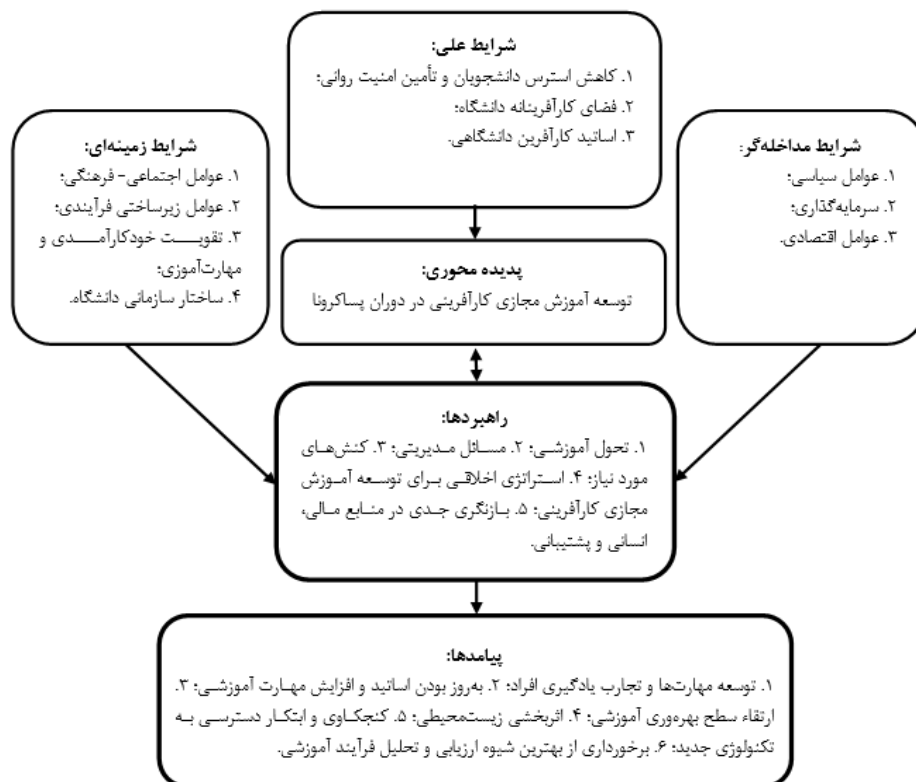 شرایط علی:
۱. کاهش استرس دانشجویان و تأمین امنیت روانی؛
۲. فضای کارآفرینانه دانشگاه؛
۳. اساتید کارآفرین دانشگاهی.
شرایط مداخله‌گر:
۱. عوامل سیاسی؛
۲. سرمایه‌گذاری؛
۳. عوامل اقتصادی.
شرایط زمینه‌ای:
۱. عوامل اجتماعی- فرهنگی؛
۲. عوامل زیرساختی فرآیندی؛
۳. تقویت خودکارآمدی و
مهارت‌آموزی؛
۴. ساختار سازمانی دانشگاه.
پدیده محوری:
توسعه آموزش مجازی کارآفرینی در دوران پساکرونا
راهبردها:
۱. تحول آموزشی؛ ۲. مسائل مدیریتی؛ ۳. کنش‌های
مورد نیاز؛ ۴. استراتژی اخلاقی برای توسعه آموزش
مجازی کارآفرینی؛ ۵. بازنگری جدی در منابع مالی،
انسانی و پشتیبانی.
پیامدها:
۱. توسعه مهارت‌ها و تجارب یادگیری افراد؛ ۲. به‌روز بودن اساتید و افزایش مهارت آموزشی؛ ۳.
ارتقاء سطح بهره‌وری آموزشی؛ ۴. اثربخشی زیست‌محیطی؛ ۵. کنجکاوی و ابتکار دسترسی به
تکنولوژی جدید؛ ۶. برخورداری از بهترین شیوه ارزیابی و تحلیل فرآیند آموزشی.